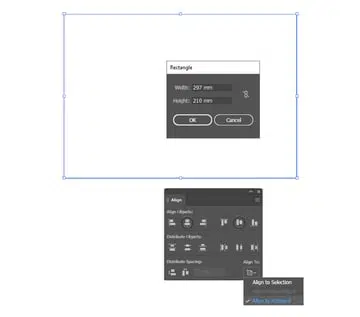 Rectangle
Width: 297 mm
Height: 210 mm
OK
Cancel
Align
Align Objects:
Distribute Objects:
Distribute Spacing:
Align To:
Align to Selection
Align to Artboard